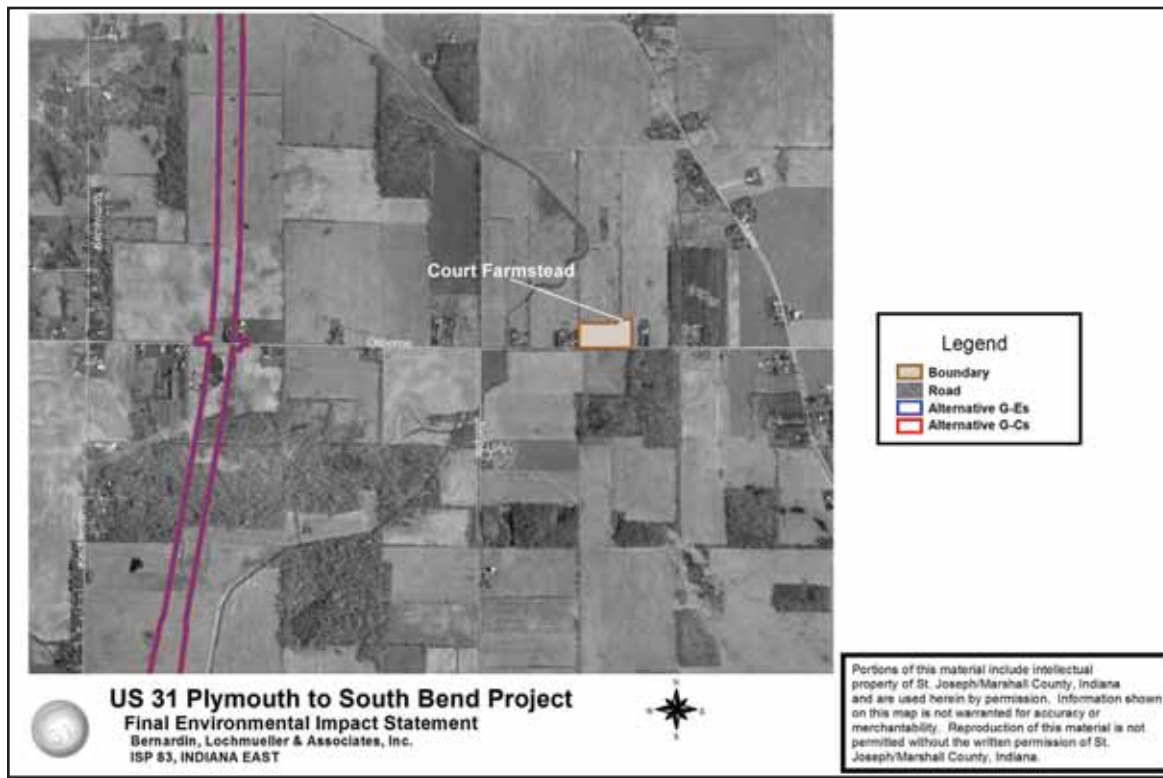 Court Farmstead
Legend
Boundary
Road
Alternative G-Es
Alternative G-Cs
US 31 Plymouth to South Bend Project
Final Environmental Impact Statement
Bernardin, Lochmueller & Associates, Inc.
ISP 83, INDIANA EAST
Portions of this material include intellectual
property of St. Joseph/Marshall County, Indiana
and are used herein by permission. Information shown
on this map is not warranted for accuracy or
merchantability. Reproduction of this material is not
permitted without the written permission of St.
Joseph/Marshall County, Indiana.